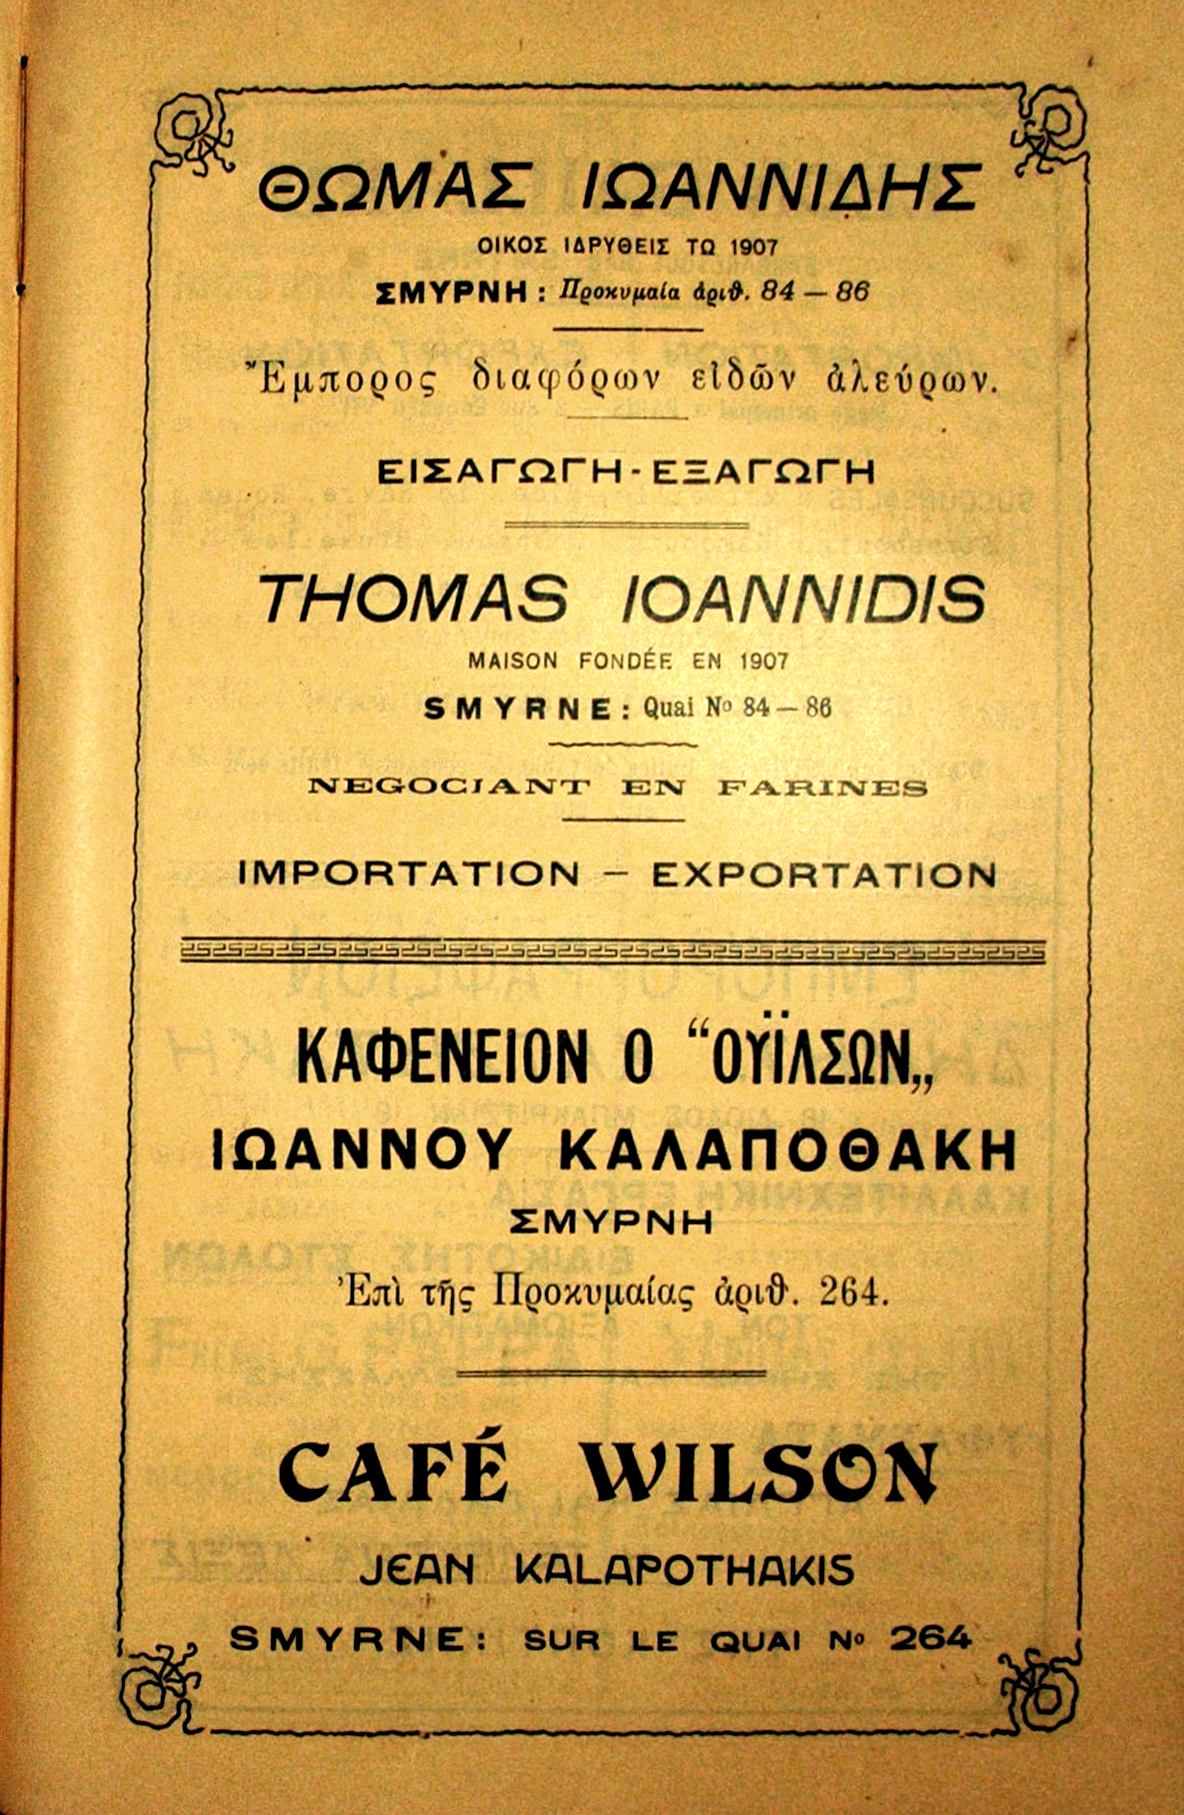 ΘΩΜΑΣ ΙΩΑΝΝΙΔΗΣ
ΟΙΚΟΣ ΙΔΡΥΘΕΙΣ ΤΩ 1907
ΣΜΥΡΝΗ : Προκυμαία ἀριθ. 84 — 86
Ἔμπορος διαφόρων εἰδῶν ἀλεύρων.
ΕΙΣΑΓΩΓΗ - ΕΞΑΓΩΓΗ
THOMAS IOANNIDIS
MAISON FONDÉE EN 1907
SMYRNE : Quai Nº 84 — 86
NEGOCIANT EN FARINES
IMPORTATION — EXPORTATION
ΚΑΦΕΝΕΙΟΝ Ο “ΟΥΪΛΣΩΝ„
ΙΩΑΝΝΟΥ ΚΑΛΑΠΟΘΑΚΗ
ΣΜΥΡΝΗ
Ἐπὶ τῆς Προκυμαίας ἀριθ. 264.
CAFÉ WILSON
JEAN KALAPOTHAKIS
SMYRNE : SUR LE QUAI Nº 264